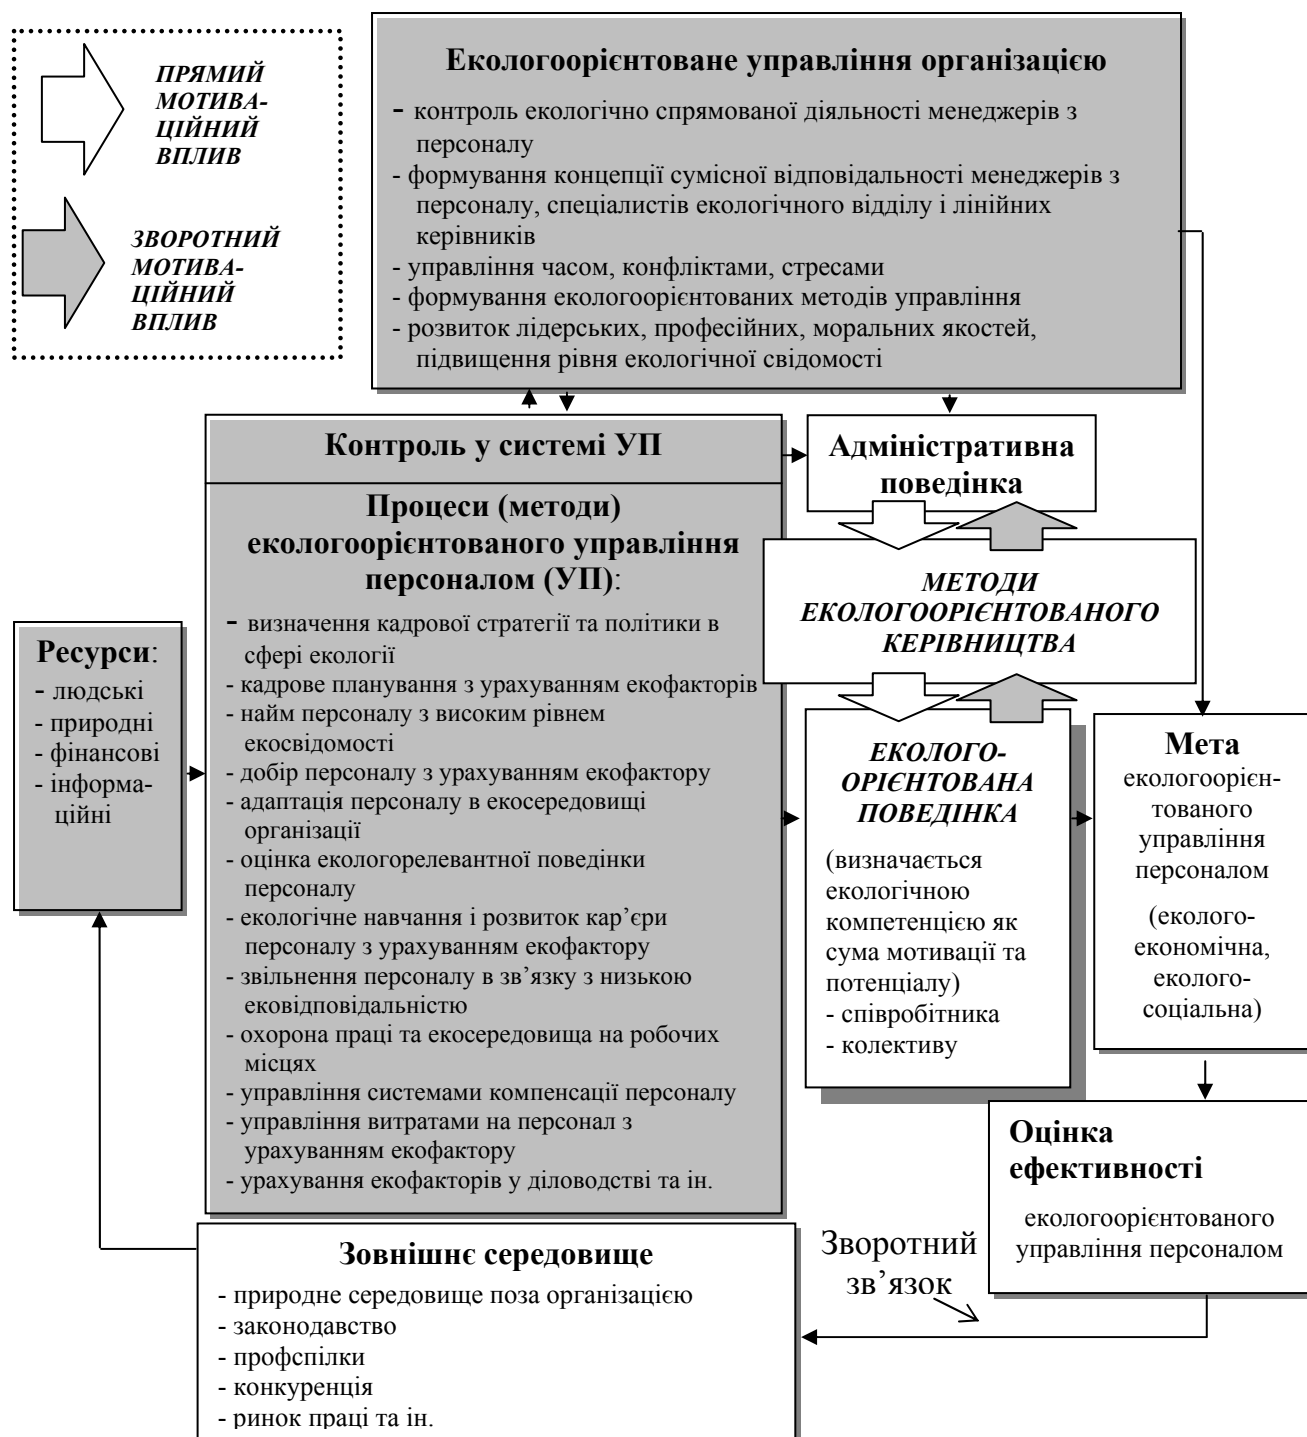 ПРЯМИЙ
МОТИВА-
ЦІЙНИЙ
ВПЛИВ
ЗВОРОТНИЙ
МОТИВА-
ЦІЙНИЙ
ВПЛИВ
Екологоорієнтоване управління організацією
- контроль екологічно спрямованої діяльності менеджерів з
персоналу
- формування концепції сумісної відповідальності менеджерів з
персоналу, спеціалистів екологічного відділу і лінійних
керівників
- управління часом, конфліктами, стресами
- формування екологоорієнтованих методів управління
- розвиток лідерських, професійних, моральних якостей,
підвищення рівня екологічної свідомості
Контроль у системі УП
Процеси (методи)
екологоорієнтованого управління
персоналом (УП):
- визначення кадрової стратегії та політики в
сфері екології
- кадрове планування з урахуванням екофакторів
- найм персоналу з високим рівнем
екосвідомості
- добір персоналу з урахуванням екофактору
- адаптація персоналу в екосередовищі
організації
- оцінка екологорелевантної поведінки
персоналу
- екологічне навчання і розвиток кар’єри
персоналу з урахуванням екофактору
- звільнення персоналу в зв’язку з низькою
ековідповідальністю
- охорона праці та екосередовища на робочих
місцях
- управління системами компенсації персоналу
- управління витратами на персонал з
урахуванням екофактору
- урахування екофакторів у діловодстві та ін.
Адміністративна
поведінка
МЕТОДИ
ЕКОЛОГООРІЄНТОВАНОГО
КЕРІВНИЦТВА
Ресурси:
- людські
- природні
- фінансові
- інформа-
ційні
ЕКОЛОГО-
ОРІЄНТОВАНА
ПОВЕДІНКА
(визначається
екологічною
компетенцією як
сума мотивації та
потенціалу)
- співробітника
- колективу
Мета
екологоорієн-
тованого
управління
персоналом
(еколого-
економічна,
еколого-
соціальна)
Оцінка
ефективності
екологоорієнтованого
управління персоналом
Зворотний
зв’язок
Зовнішнє середовище
- природне середовище поза організацією
- законодавство
- профспілки
- конкуренція
- ринок праці та ін.